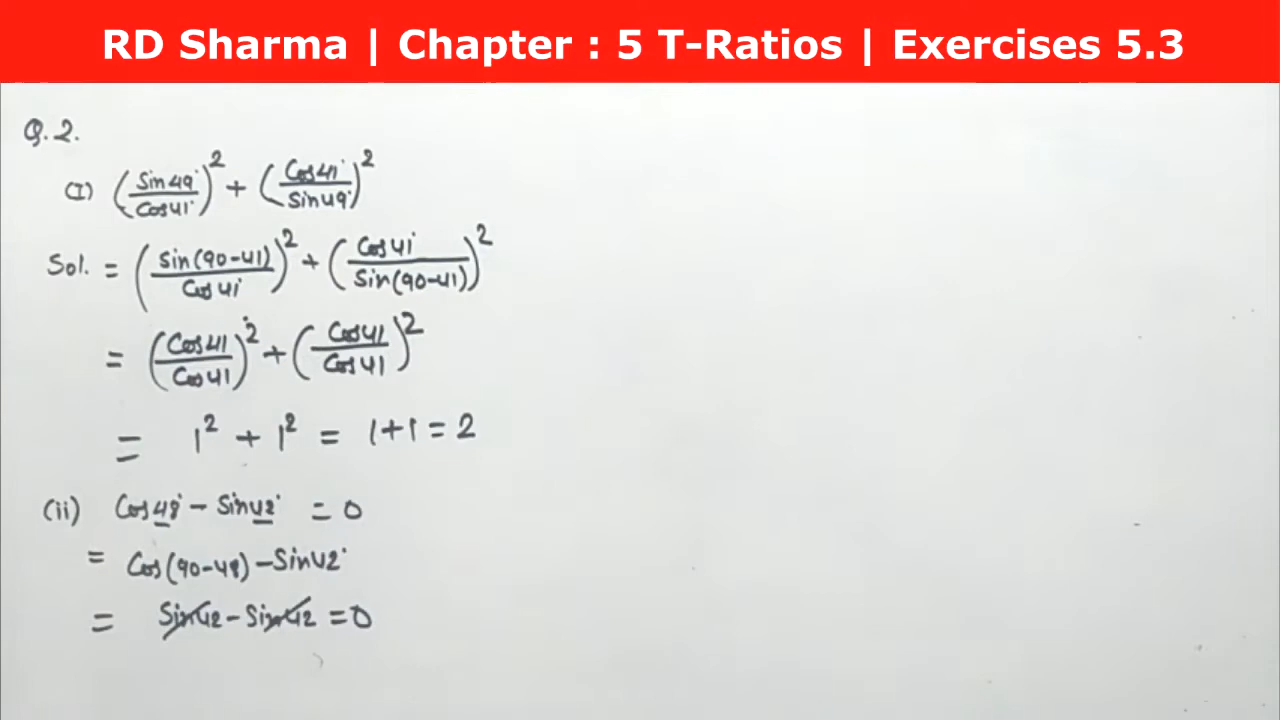 RD Sharma | Chapter : 5 T-Ratios | Exercises 5.3
Q. 2.
(I) (Sin49°/Cos41°)² + (Cos41°/Sin49°)²
Sol. = (Sin(90-41)/Cos41°)² + (Cos41°/Sin(90-41))²
= (Cos41/Cos41)² + (Cos41/Cos41)²
= 1² + 1² = 1+1 = 2
(ii) Cos48° - Sin42° = 0
= Cos(90-48) - Sin42°
= Sin42 - Sin42 = 0